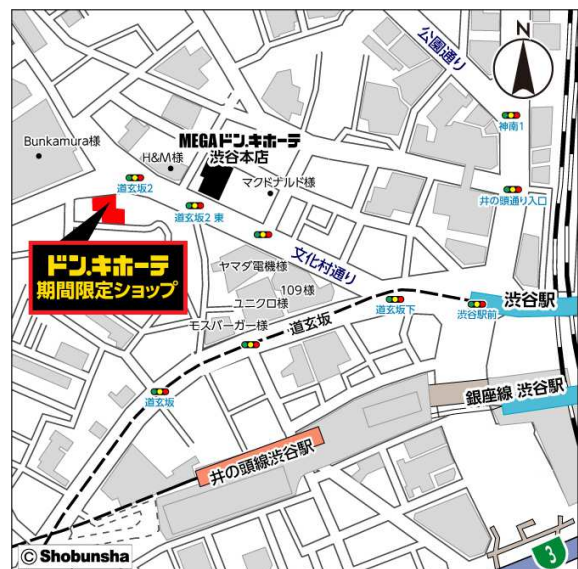 公園通り
N
神南1
MEGAドン.キホーテ
渋谷本店
Bunkamura様
H&M様
道玄坂2
マクドナルド様
井の頭通り入口
道玄坂2 東
文化村通り
ドン.キホーテ
期間限定ショップ
ヤマダ電機様
109様
ユニクロ様
モスバーガー様
道玄坂
道玄坂下
渋谷駅前
渋谷駅
道玄坂
銀座線 渋谷駅
井の頭線渋谷駅
© Shobunsha
3